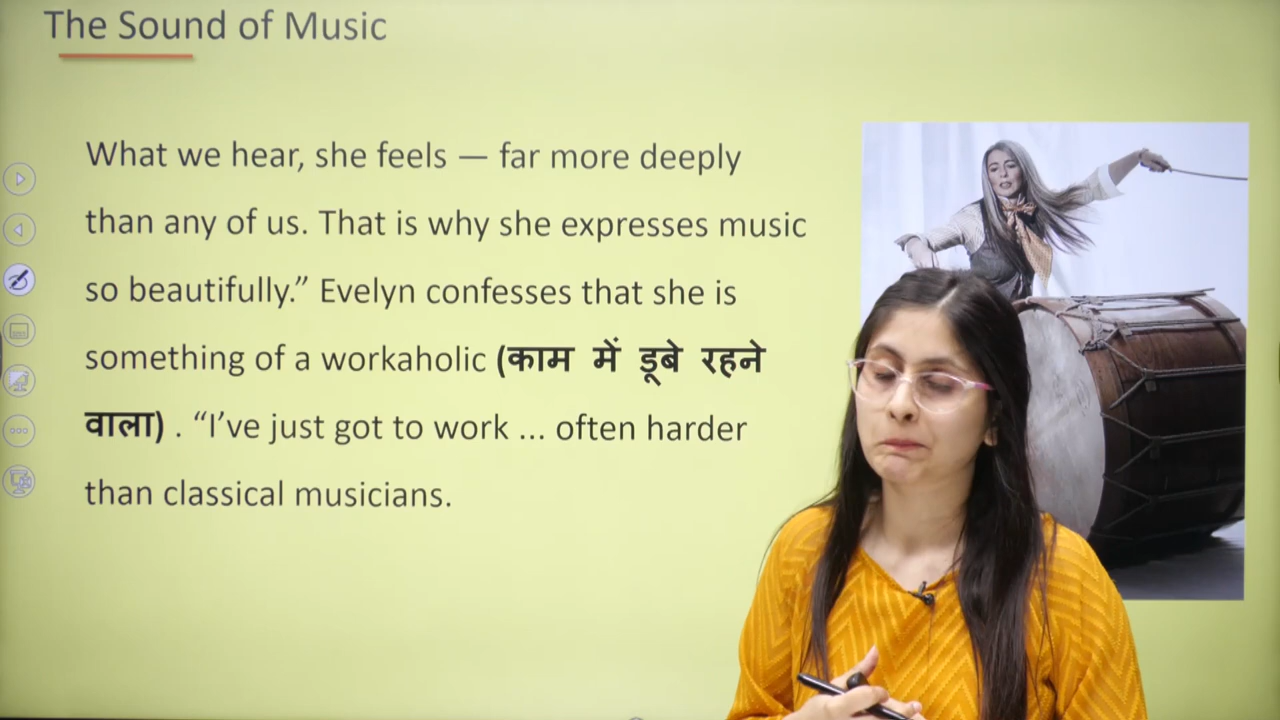 The Sound of Music
What we hear, she feels — far more deeply
than any of us. That is why she expresses music
so beautifully.” Evelyn confesses that she is
something of a workaholic (काम में डूबे रहने
वाला) . “I’ve just got to work ... often harder
than classical musicians.